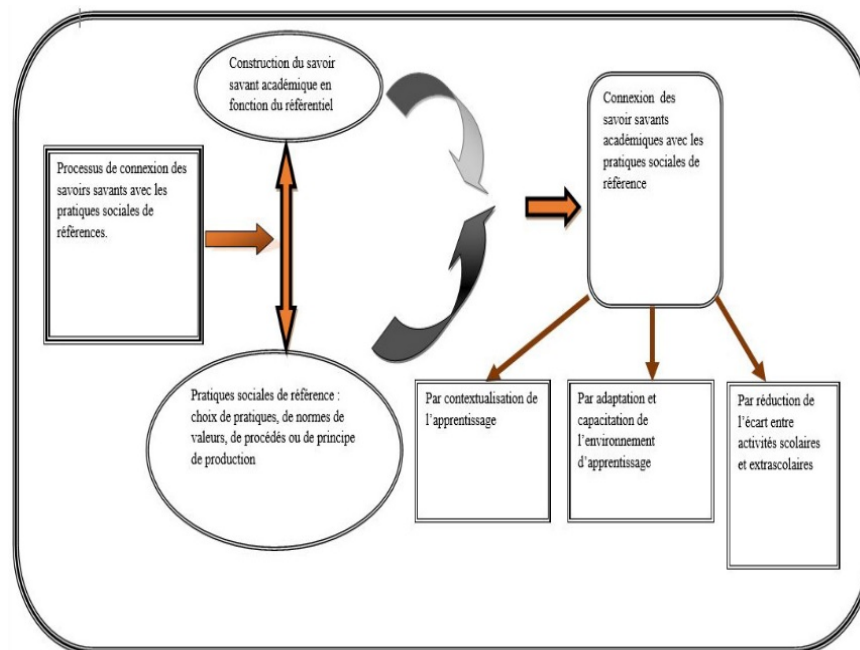 Construction du savoir
savant académique en
fonction du référentiel
Processus de connexion des
savoirs savants avec les
pratiques sociales de
références.
Pratiques sociales de référence :
choix de pratiques, de normes de
valeurs, de procédés ou de principe
de production
Connexion des
savoir savants
académiques avec les
pratiques sociales de
référence
Par contextualisation de
l’apprentissage
Par adaptation et
capacitation de
l’environnement
d’apprentissage
Par réduction de
l’écart entre
activités scolaires
et extrascolaires